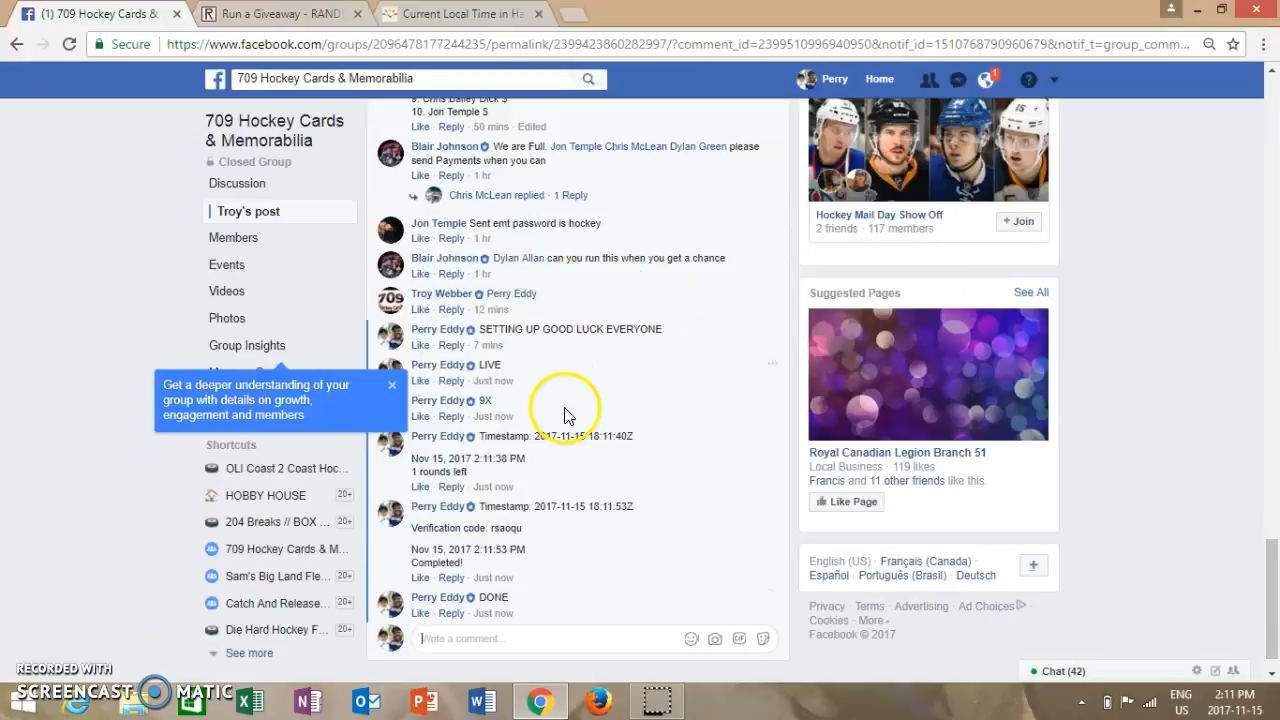 (1) 709 Hockey Cards &
Run a Giveaway - RAND
Current Local Time in Ha
Secure
https://www.facebook.com/groups/2096478177244235/permalink/2399423860282997/?comment_id=2399510996940950&notif_id=1510768790960679&notif_t=group_comm...
709 Hockey Cards & Memorabilia
Perry
Home
1
709 Hockey Cards
& Memorabilia
Closed Group
Discussion
Troy's post
Members
Events
Videos
Photos
Group Insights
Get a deeper understanding of your
group with details on growth,
engagement and members
Shortcuts
OLI Coast 2 Coast Hoc...
HOBBY HOUSE 20+
204 Breaks // BOX ... 20+
709 Hockey Cards & M...
Sam's Big Land Fle... 20+
Catch And Release... 20+
Die Hard Hockey F... 20+
See more
9. Chris Bailey Dick $
10. Jon Temple $
Like · Reply · 50 mins · Edited
Blair Johnson We are Full. Jon Temple Chris McLean Dylan Green please
send Payments when you can
Like · Reply · 1 hr
Chris McLean replied · 1 Reply
Jon Temple Sent emt password is hockey
Like · Reply · 1 hr
Blair Johnson Dylan Allan can you run this when you get a chance
Like · Reply · 1 hr
709
Troy Webber Perry Eddy
Like · Reply · 12 mins
Perry Eddy SETTING UP GOOD LUCK EVERYONE
Like · Reply · 7 mins
Perry Eddy LIVE
Like · Reply · Just now
Perry Eddy 9X
Like · Reply · Just now
Perry Eddy Timestamp: 2017-11-15 18:11:40Z
Nov 15, 2017 2:11:38 PM
1 rounds left
Like · Reply · Just now
Perry Eddy Timestamp: 2017-11-15 18:11:53Z
Verification code: rsaoqu
Nov 15, 2017 2:11:53 PM
Completed!
Like · Reply · Just now
Perry Eddy DONE
Like · Reply · Just now
Write a comment...
15
Hockey Mail Day Show Off
2 friends · 117 members
+ Join
Suggested Pages
See All
Royal Canadian Legion Branch 51
Local Business · 119 likes
Francis and 11 other friends like this.
Like Page
English (US) · Français (Canada) ·
Español · Português (Brasil) · Deutsch
Privacy · Terms · Advertising · Ad Choices
Cookies · More
Facebook © 2017
Chat (42)
RECORDED WITH
SCREENCAST MATIC
ENG
US
2:11 PM
2017-11-15